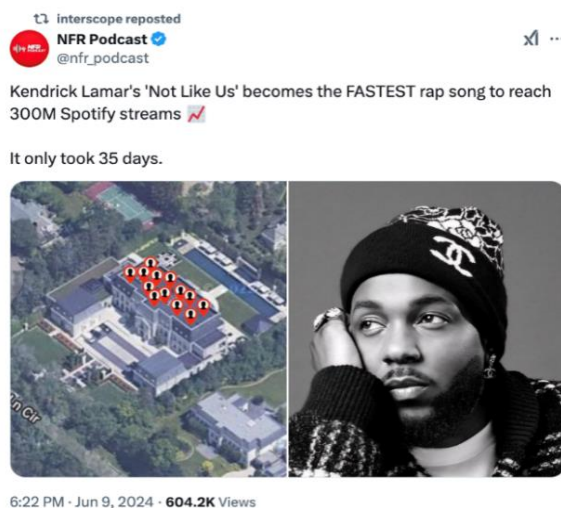 interscope reposted
NFR Podcast
@nfr_podcast
Kendrick Lamar's 'Not Like Us' becomes the FASTEST rap song to reach
300M Spotify streams 📈
It only took 35 days.
n Cir
6:22 PM · Jun 9, 2024 · 604.2K Views